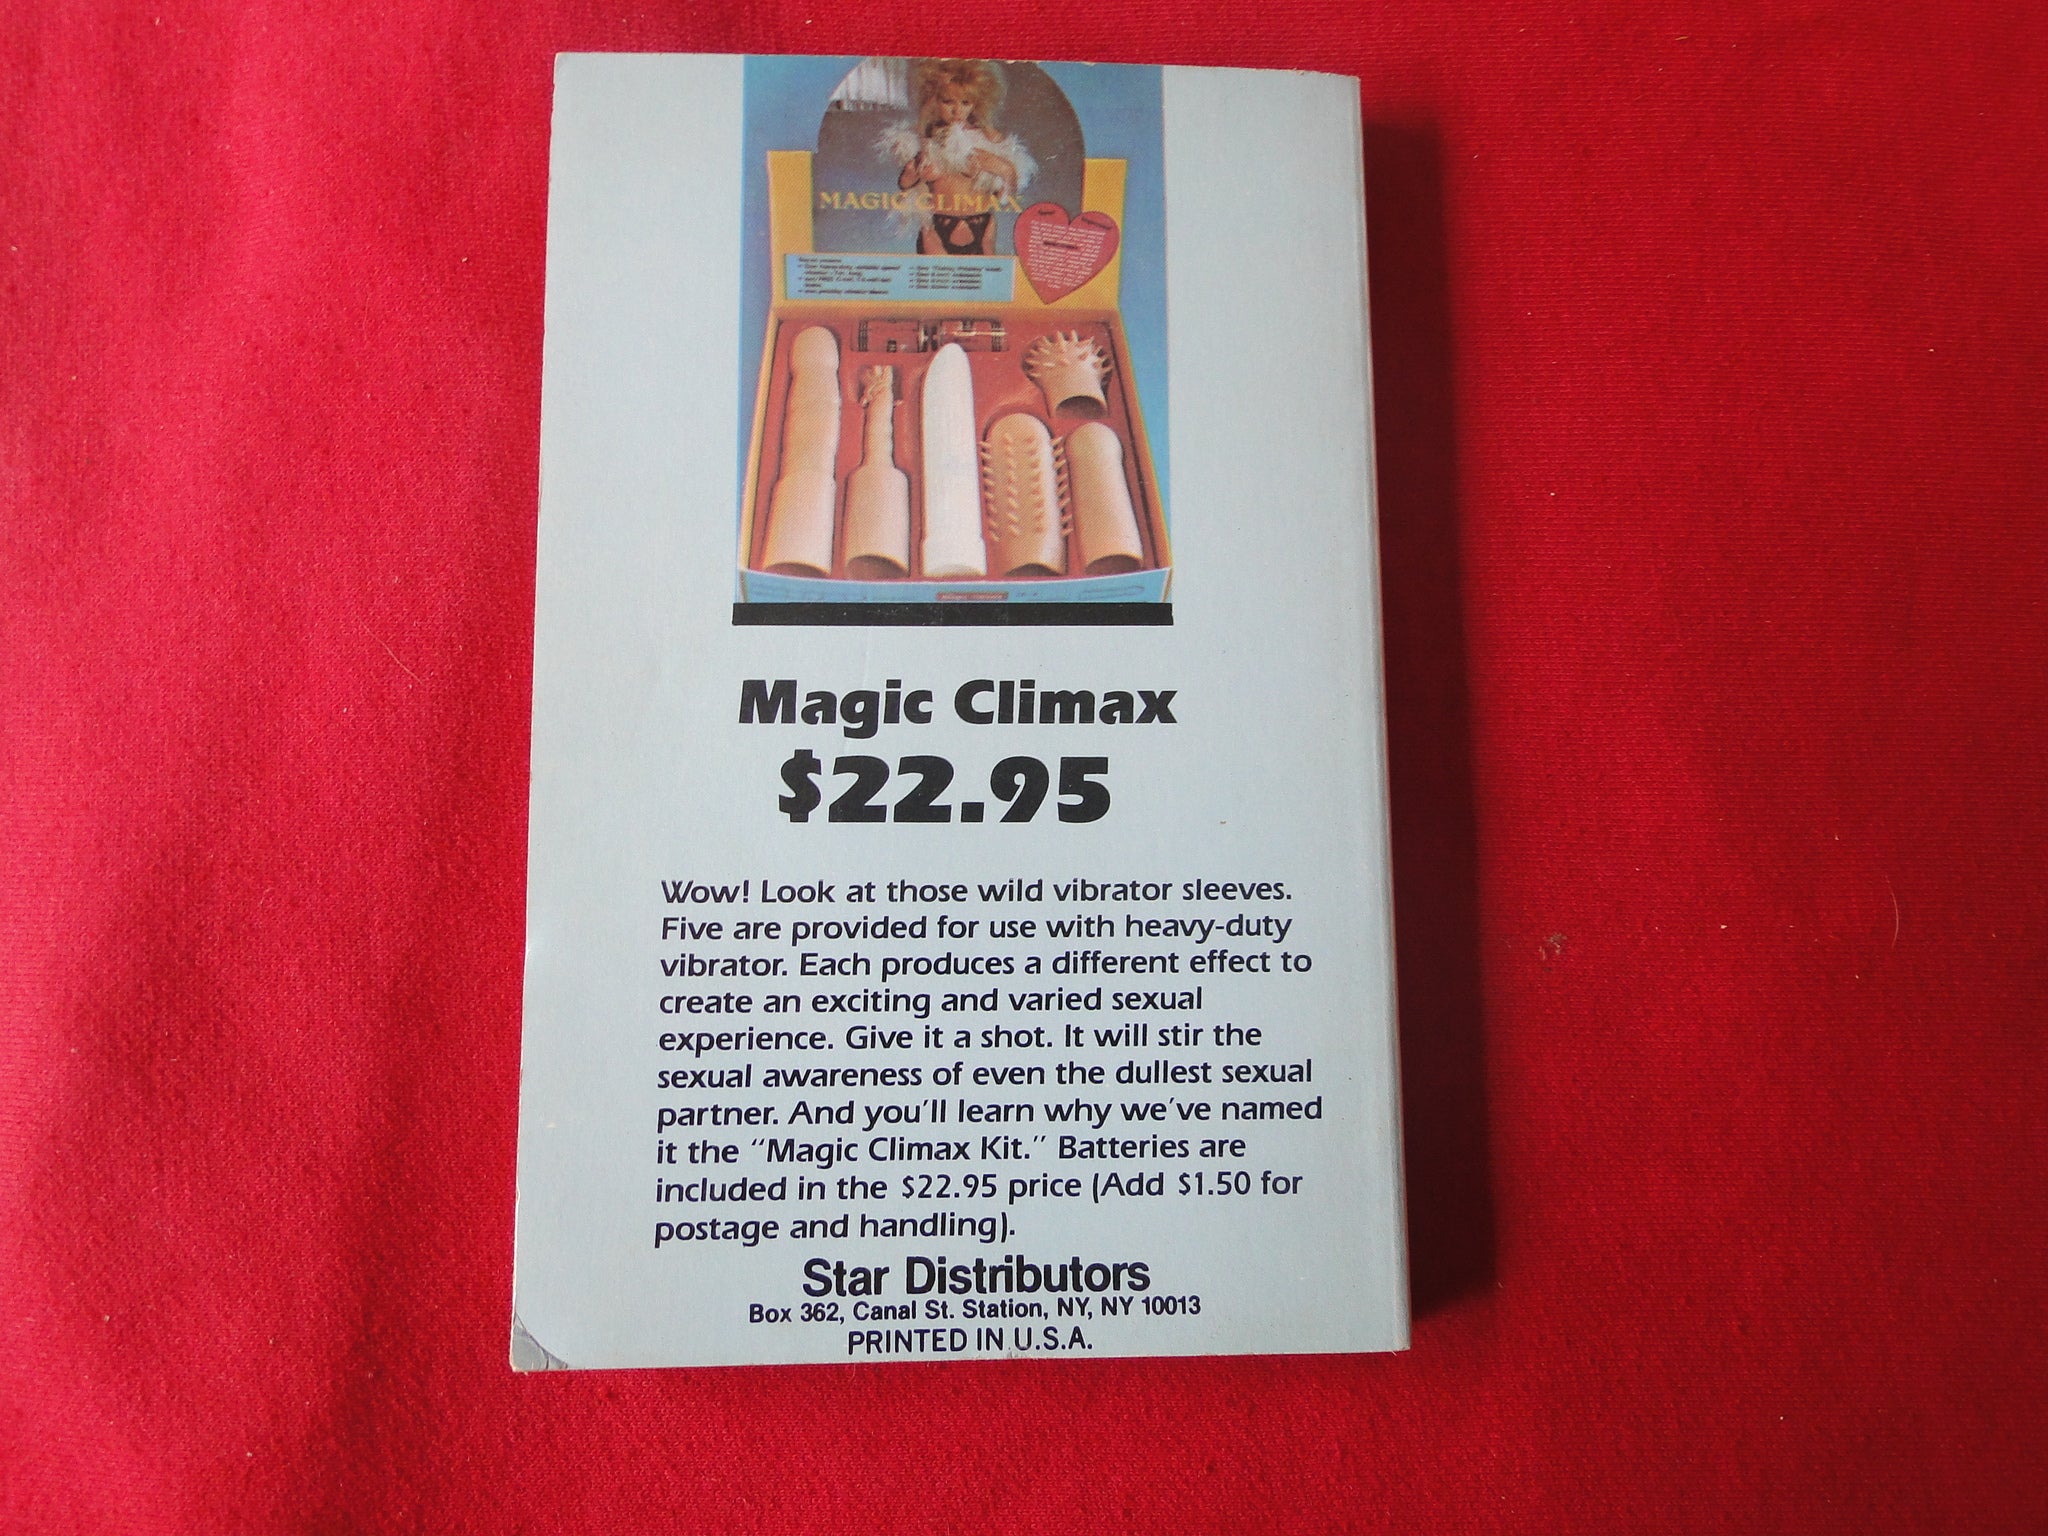 MAGIC CLIMAX
Magic Climax
$22.95
Wow! Look at those wild vibrator sleeves.
Five are provided for use with heavy-duty
vibrator. Each produces a different effect to
create an exciting and varied sexual
experience. Give it a shot. It will stir the
sexual awareness of even the dullest sexual
partner. And you'll learn why we've named
it the "Magic Climax Kit." Batteries are
included in the $22.95 price (Add $1.50 for
postage and handling).
Star Distributors
Box 362, Canal St. Station, NY, NY 10013
PRINTED IN U.S.A.